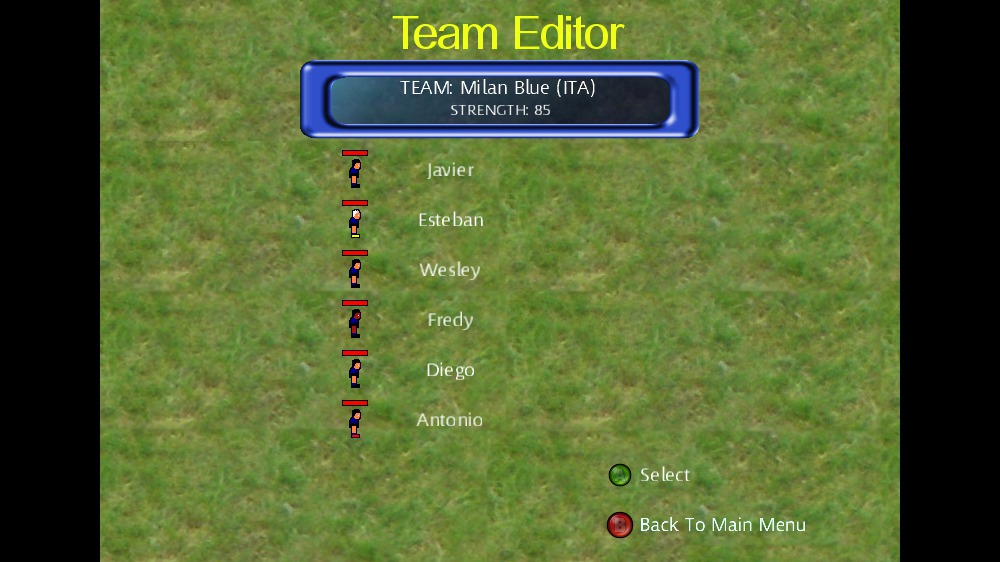 Team Editor
TEAM: Milan Blue (ITA)
STRENGTH: 85
Javier
Esteban
Wesley
Fredy
Diego
Antonio
Select
Back To Main Menu